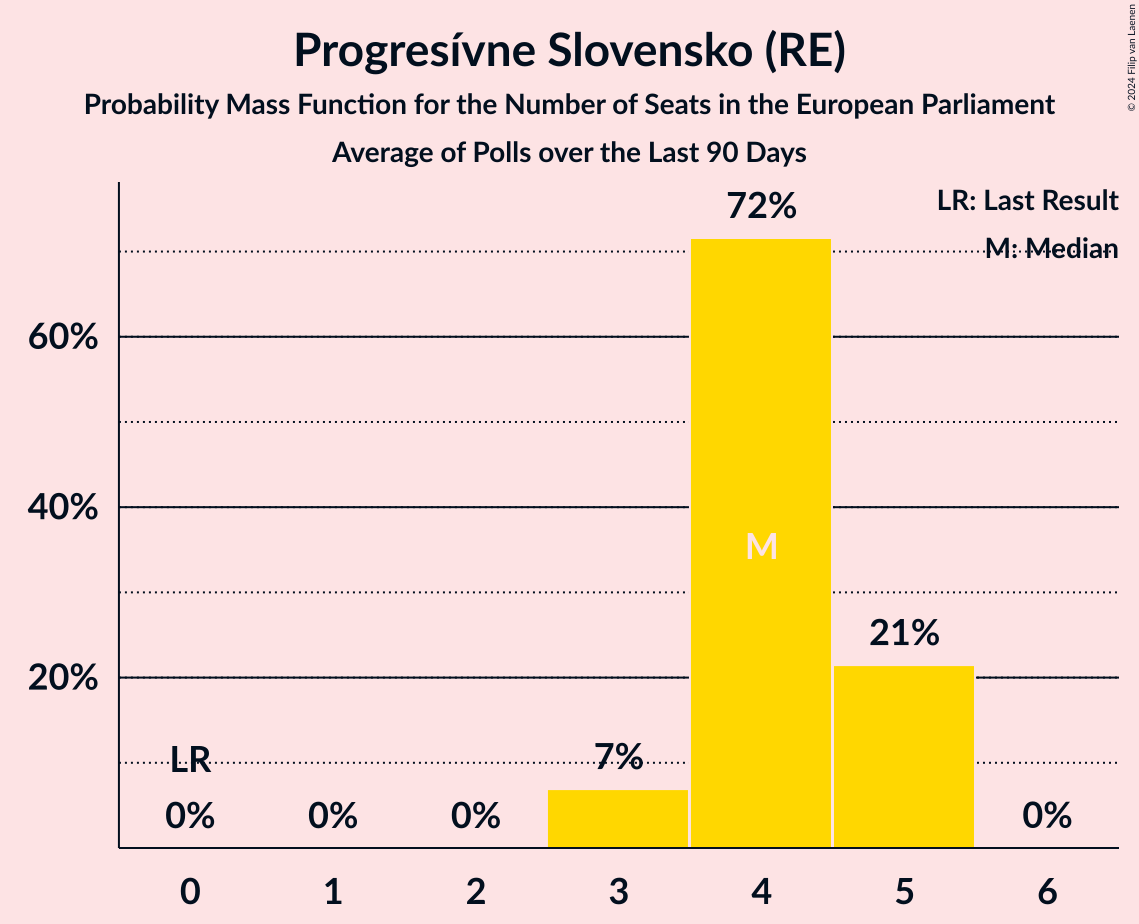 Progresívne Slovensko (RE)
Probability Mass Function for the Number of Seats in the European Parliament
Average of Polls over the Last 90 Days
© 2024 Filip van Laenen
LR: Last Result
M: Median
72%
60%
40%
M
21%
20%
LR
7%
0% 0% 0% 0%
0 1 2 3 4 5 6